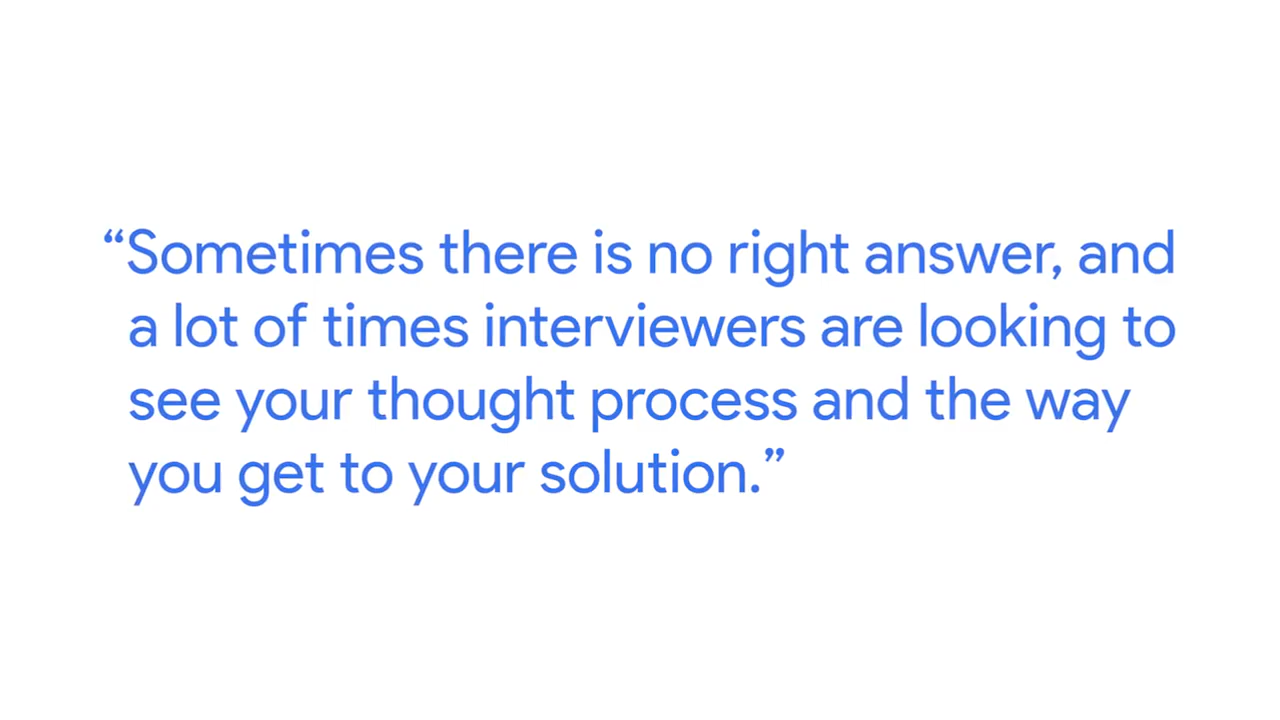 “Sometimes there is no right answer, and
a lot of times interviewers are looking to
see your thought process and the way
you get to your solution.”